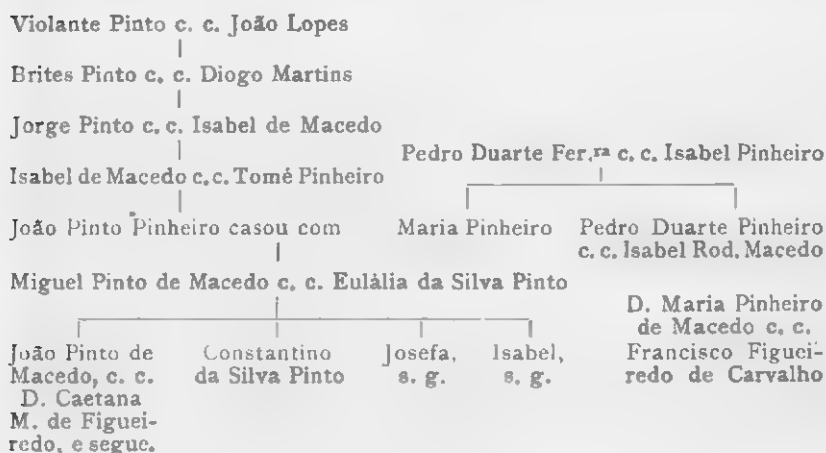 Violante Pinto c. c. João Lopes
Brites Pinto c. c. Diogo Martins
Jorge Pinto c. c. Isabel de Macedo
Pedro Duarte Fer.ra c. c. Isabel Pinheiro
Isabel de Macedo c. c. Tomé Pinheiro
João Pinto Pinheiro casou com
Maria Pinheiro
Pedro Duarte Pinheiro
c. c. Isabel Rod. Macedo
Miguel Pinto de Macedo c. c. Eulália da Silva Pinto
João Pinto de
Macedo, c. c.
D. Caetana
M. de Figuei-
redo, e segue.
Constantino
da Silva Pinto
Josefa,
s. g.
Isabel,
s. g.
D. Maria Pinheiro
de Macedo c. c.
Francisco Figuei-
redo de Carvalho